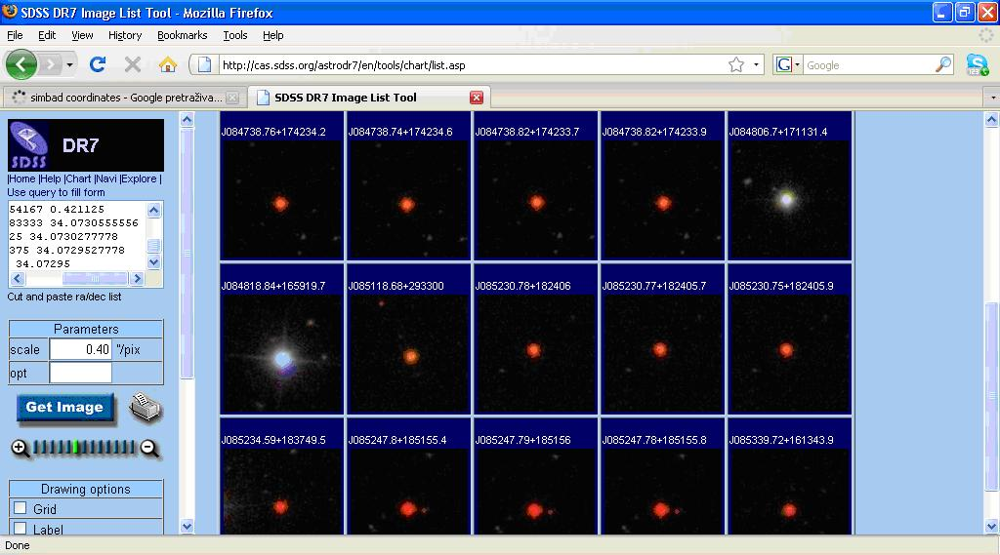 SDSS DR7 Image List Tool - Mozilla Firefox
File Edit View History Bookmarks Tools Help
http://cas.sdss.org/astrodr7/en/tools/chart/list.asp
G Google
simbad coordinates - Google pretraživa...
SDSS DR7 Image List Tool
SDSS DR7
|Home |Help |Chart |Navi |Explore |
Use query to fill form
54167 0.421125
83333 34.0730555556
25 34.0730277778
375 34.0729527778
34.07295
Cut and paste ra/dec list
Parameters
scale 0.40 "/pix
opt
Get Image
Drawing options
Grid
Label
J084738.76+174234.2 J084738.74+174234.6 J084738.82+174233.7 J084738.82+174233.9 J084806.7+171131.4
J084818.84+165919.7 J085118.68+293300 J085230.78+182406 J085230.77+182405.7 J085230.75+182405.9
J085234.59+183749.5 J085247.8+185155.4 J085247.79+185156 J085247.78+185155.8 J085339.72+161343.9
Done